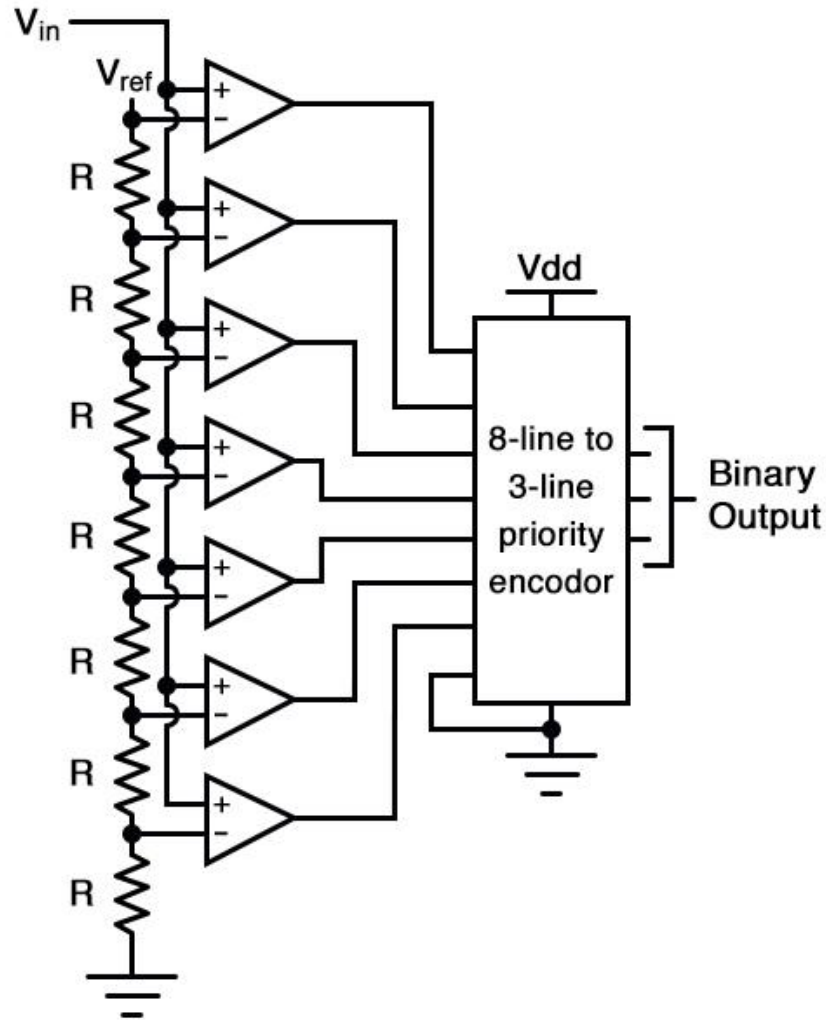 Vin
Vref
+
−
R
+
−
R
+
−
R
+
−
R
+
−
R
+
−
R
+
−
R
Vdd
8-line to
3-line
priority
encodor
Binary
Output